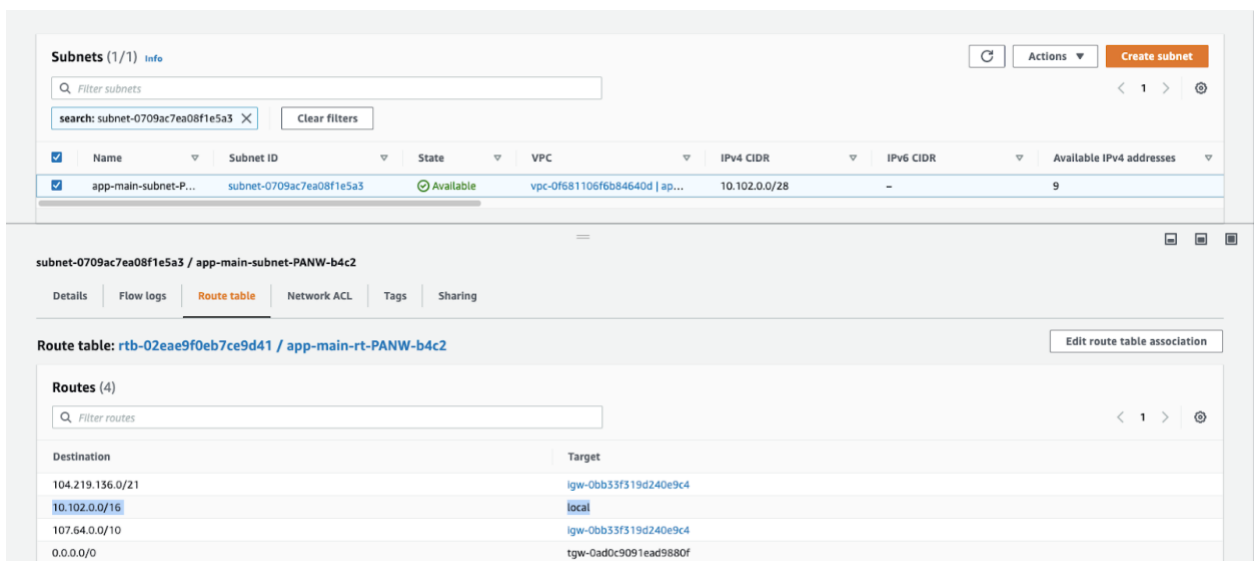 Subnets (1/1) Info
Actions ▼
Create subnet
Filter subnets
1
search: subnet-0709ac7ea08f1e5a3
Clear filters
Name Subnet ID State VPC IPv4 CIDR IPv6 CIDR Available IPv4 addresses
app-main-subnet-P... subnet-0709ac7ea08f1e5a3 Available vpc-0f681106f6b84640d | ap... 10.102.0.0/28 – 9
subnet-0709ac7ea08f1e5a3 / app-main-subnet-PANW-b4c2
Details Flow logs Route table Network ACL Tags Sharing
Route table: rtb-02eae9f0eb7ce9d41 / app-main-rt-PANW-b4c2
Edit route table association
Routes (4)
Filter routes
1
Destination Target
104.219.136.0/21 igw-0bb33f319d240e9c4
10.102.0.0/16 local
107.64.0.0/10 igw-0bb33f319d240e9c4
0.0.0.0/0 tgw-0ad0c9091ead9880f